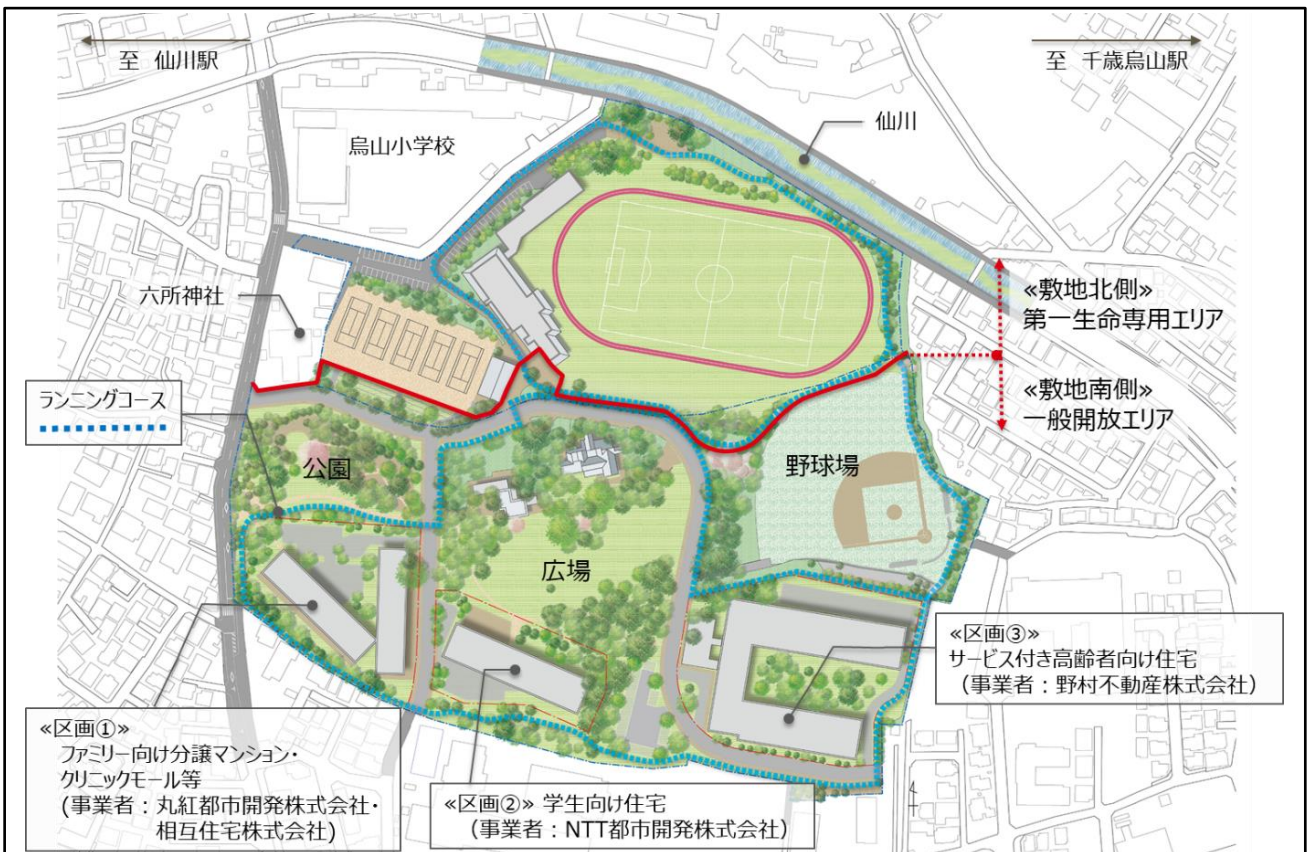 至 仙川駅
至 千歳烏山駅
仙川
烏山小学校
六所神社
«敷地北側»
第一生命専用エリア
«敷地南側»
一般開放エリア
ランニングコース
公園
野球場
広場
«区画①»
ファミリー向け分譲マンション・
クリニックモール等
(事業者：丸紅都市開発株式会社・
相互住宅株式会社)
«区画②» 学生向け住宅
（事業者：NTT都市開発株式会社）
«区画③»
サービス付き高齢者向け住宅
（事業者：野村不動産株式会社）